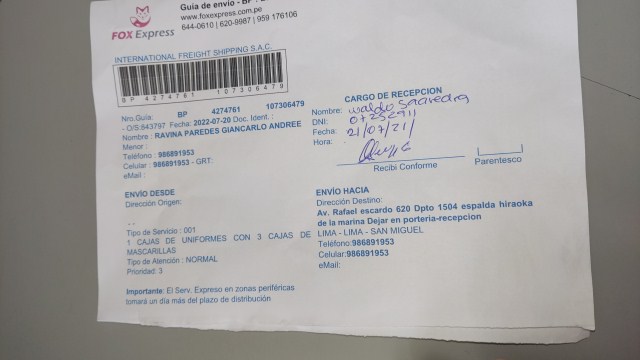 Guia de envío - BP
www.foxexpress.com.pe
644-0610 | 620-8987 | 959 176106
FOX Express
INTERNATIONAL FREIGHT SHIPPING S.A.C.
BP 4274761 107306479
Nro.Guía: BP 4274761 107306479
- O/S:843797 Fecha: 2022-07-20 Doc. Ident. :
Nombre : RAVINA PAREDES GIANCARLO ANDREE
Menor :
Teléfono : 986891953
Celular : 986891953 - GRT:
eMail :
CARGO DE RECEPCION
Nombre: Waldo Saavedra
DNI: 07252911
Fecha: 21/07/21/
Hora:
Recibi Conforme
Parentesco
ENVÍO DESDE
Dirección Origen:
- -
Tipo de Servicio : 001
1 CAJAS DE UNIFORMES CON 3 CAJAS DE
MASCARILLAS
Tipo de Atención : NORMAL
Prioridad: 3
ENVÍO HACIA
Dirección Destino:
Av. Rafael escardo 620 Dpto 1504 espalda hiraoka
de la marina Dejar en porteria-recepcion
LIMA - LIMA - SAN MIGUEL
Teléfono:986891953
Celular:986891953
eMail:
Importante: El Serv. Expreso en zonas periféricas
tomará un día más del plazo de distribución